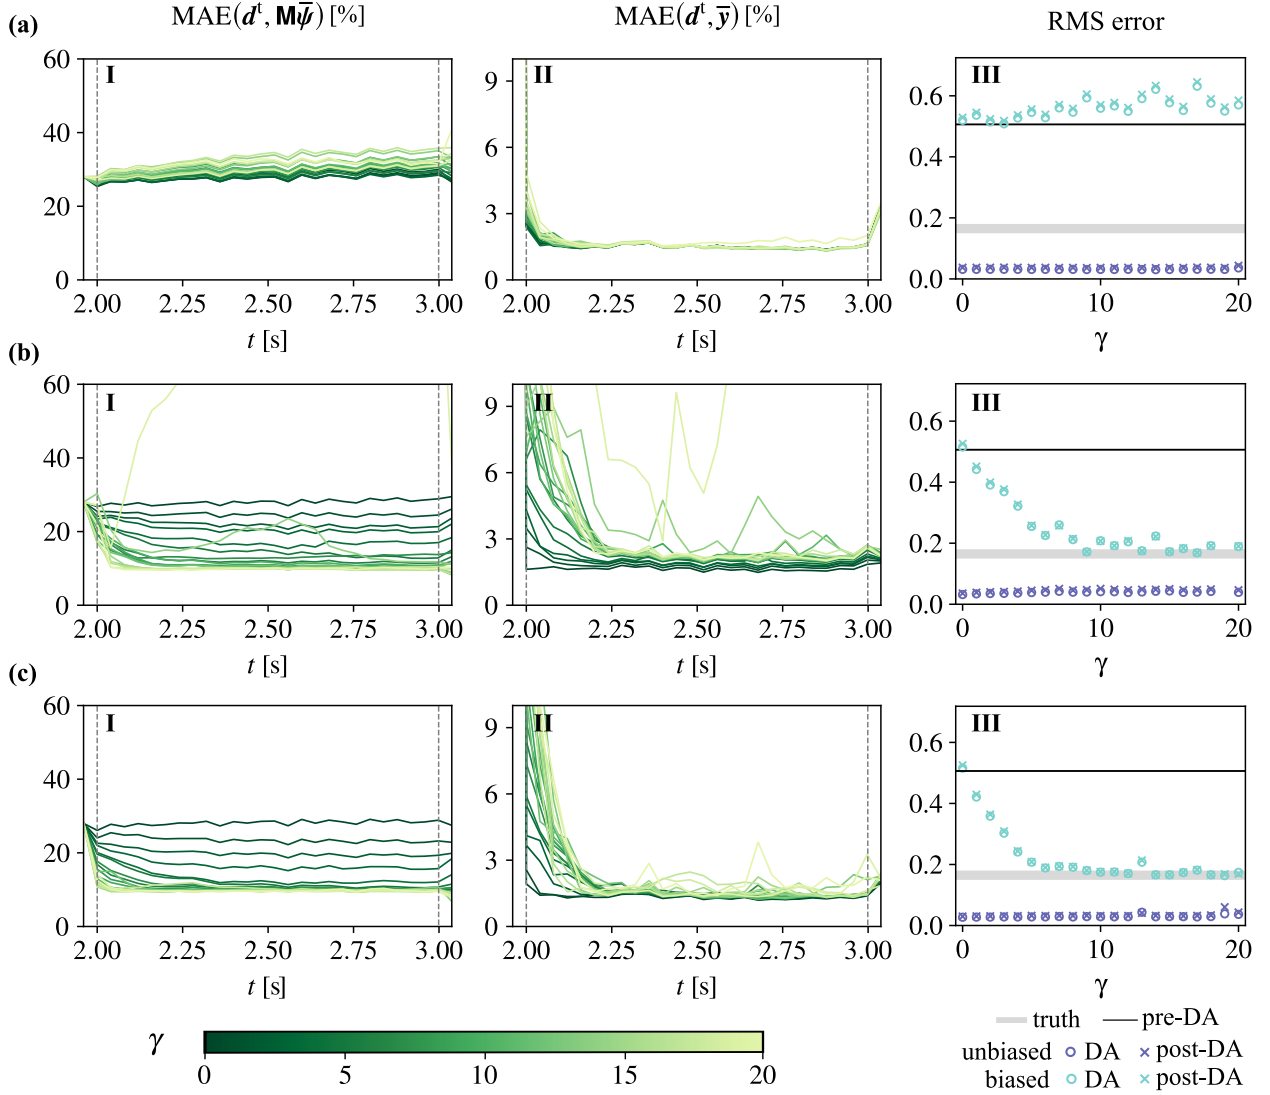 MAE(dᵗ, Mψ̄) [%]
MAE(dᵗ, ȳ) [%]
RMS error
(a)
I
60
40
20
0
2.00 2.25 2.50 2.75 3.00
t [s]
II
9
6
3
0
2.00 2.25 2.50 2.75 3.00
t [s]
III
0.6
0.4
0.2
0.0
0 10 20
γ
(b)
I
60
40
20
0
2.00 2.25 2.50 2.75 3.00
t [s]
II
9
6
3
0
2.00 2.25 2.50 2.75 3.00
t [s]
III
0.6
0.4
0.2
0.0
0 10 20
γ
(c)
I
60
40
20
0
2.00 2.25 2.50 2.75 3.00
t [s]
II
9
6
3
0
2.00 2.25 2.50 2.75 3.00
t [s]
III
0.6
0.4
0.2
0.0
0 10 20
γ
γ
0 5 10 15 20
truth pre-DA
unbiased DA post-DA
biased DA post-DA